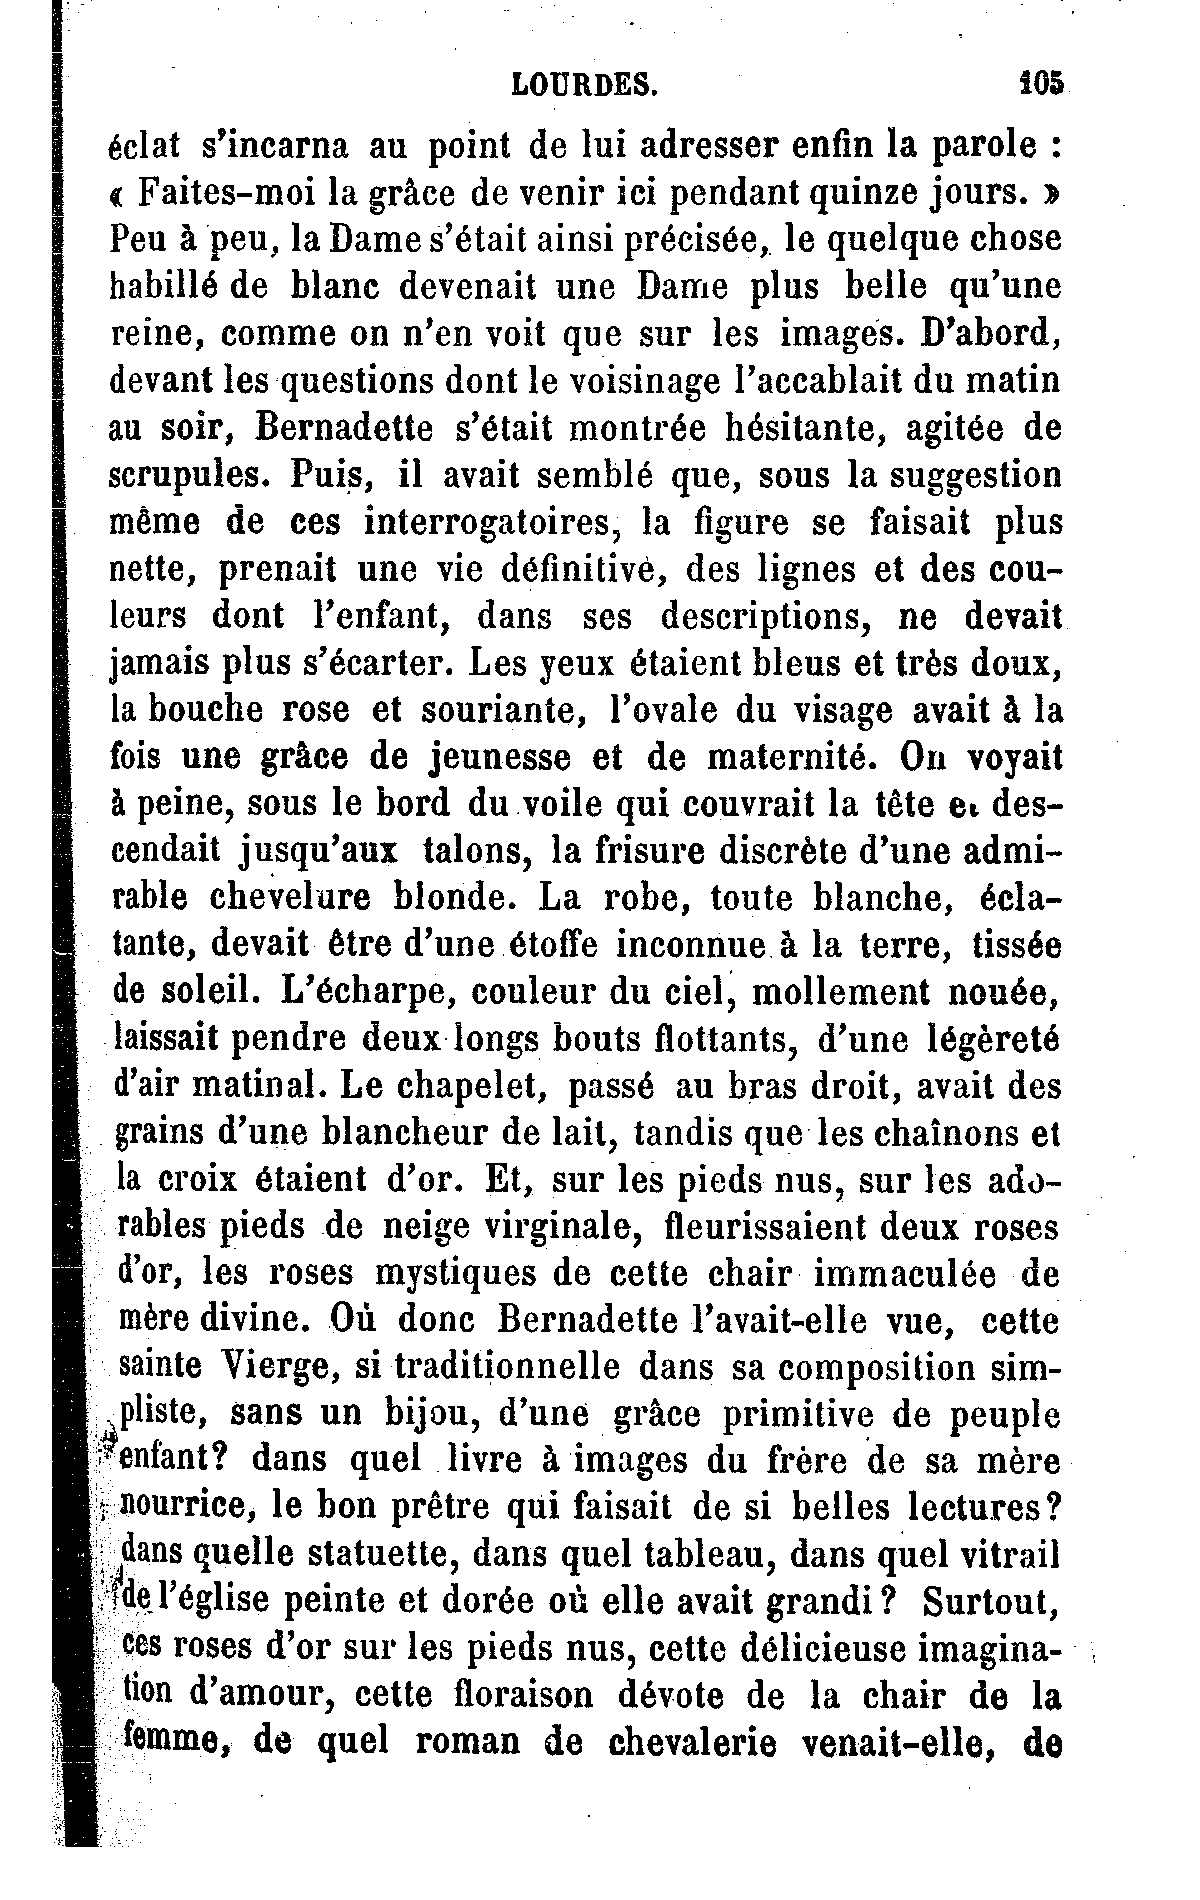 LOURDES. 105
éclat s'incarna au point de lui adresser enfin la parole :
« Faites-moi la grâce de venir ici pendant quinze jours. »
Peu à peu, la Dame s'était ainsi précisée, le quelque chose
habillé de blanc devenait une Dame plus belle qu'une
reine, comme on n'en voit que sur les images. D'abord,
devant les questions dont le voisinage l'accablait du matin
au soir, Bernadette s'était montrée hésitante, agitée de
scrupules. Puis, il avait semblé que, sous la suggestion
même de ces interrogatoires, la figure se faisait plus
nette, prenait une vie définitive, des lignes et des cou-
leurs dont l'enfant, dans ses descriptions, ne devait
jamais plus s'écarter. Les yeux étaient bleus et très doux,
la bouche rose et souriante, l'ovale du visage avait à la
fois une grâce de jeunesse et de maternité. On voyait
à peine, sous le bord du voile qui couvrait la tête et des-
cendait jusqu'aux talons, la frisure discrète d'une admi-
rable chevelure blonde. La robe, toute blanche, écla-
tante, devait être d'une étoffe inconnue à la terre, tissée
de soleil. L'écharpe, couleur du ciel, mollement nouée,
laissait pendre deux longs bouts flottants, d'une légèreté
d'air matinal. Le chapelet, passé au bras droit, avait des
grains d'une blancheur de lait, tandis que les chaînons et
la croix étaient d'or. Et, sur les pieds nus, sur les ado-
rables pieds de neige virginale, fleurissaient deux roses
d'or, les roses mystiques de cette chair immaculée de
mère divine. Où donc Bernadette l'avait-elle vue, cette
sainte Vierge, si traditionnelle dans sa composition sim-
pliste, sans un bijou, d'une grâce primitive de peuple
enfant? dans quel livre à images du frère de sa mère
nourrice, le bon prêtre qui faisait de si belles lectures?
dans quelle statuette, dans quel tableau, dans quel vitrail
de l'église peinte et dorée où elle avait grandi? Surtout,
ces roses d'or sur les pieds nus, cette délicieuse imagina-
tion d'amour, cette floraison dévote de la chair de la
femme, de quel roman de chevalerie venait-elle, de